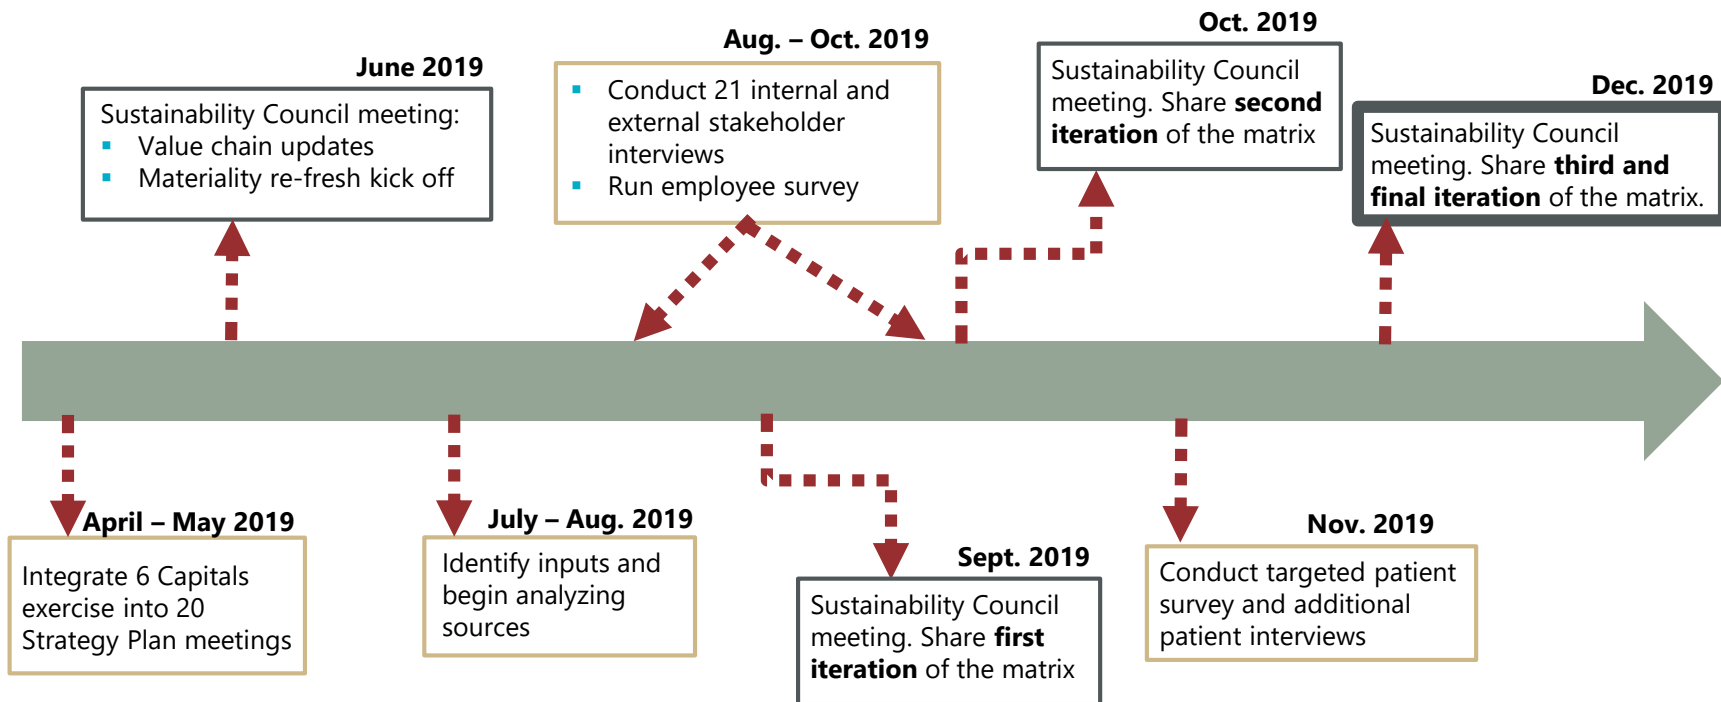 June 2019
Sustainability Council meeting:
▪ Value chain updates
▪ Materiality re-fresh kick off
Aug. – Oct. 2019
▪ Conduct 21 internal and
external stakeholder
interviews
▪ Run employee survey
Oct. 2019
Sustainability Council
meeting. Share second
iteration of the matrix
Dec. 2019
Sustainability Council
meeting. Share third and
final iteration of the matrix.
April – May 2019
Integrate 6 Capitals
exercise into 20
Strategy Plan meetings
July – Aug. 2019
Identify inputs and
begin analyzing
sources
Sept. 2019
Sustainability Council
meeting. Share first
iteration of the matrix
Nov. 2019
Conduct targeted patient
survey and additional
patient interviews